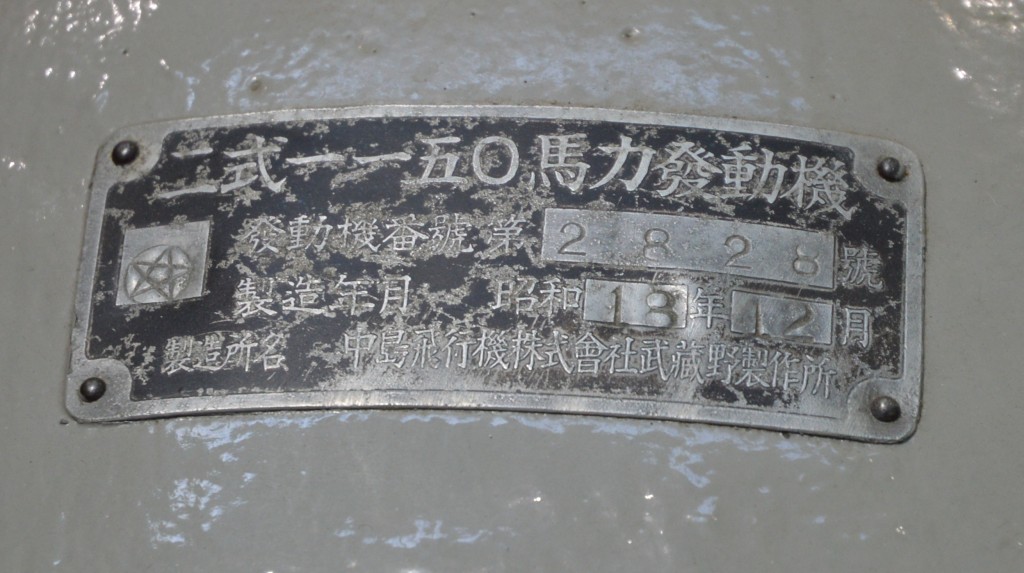 二式一一五〇馬力發動機
發動機番號 第 2828 號
製造年月 昭和 18 年 12 月
製造所名 中島飛行機株式會社武蔵野製作所